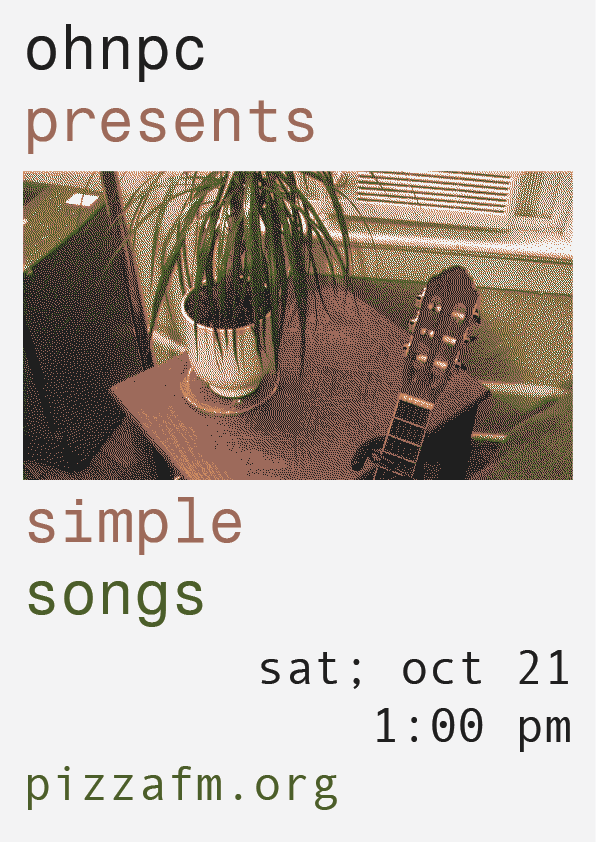 ohnpc
presents
simple
songs
sat; oct 21
1:00 pm
pizzafm.org